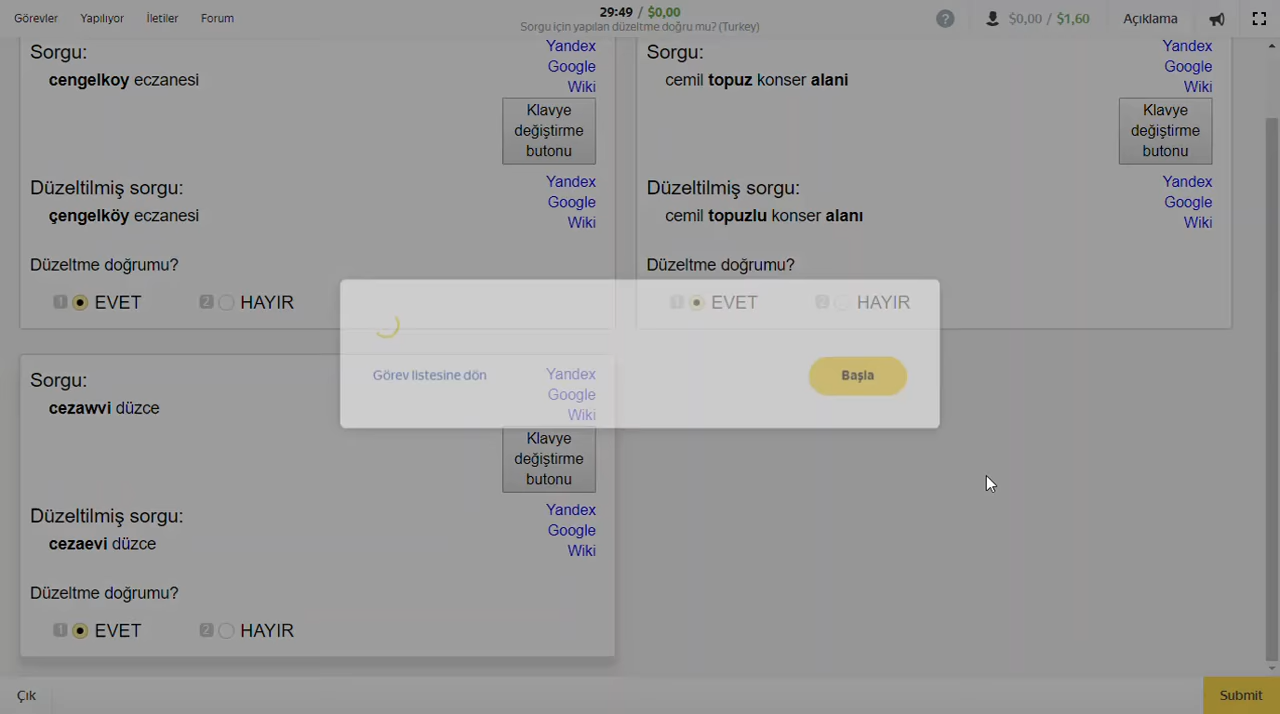 Görevler Yapılıyor İletiler Forum 29:49 / $0,00 ? $0,00 / $1,60 Açıklama
Sorgu için yapılan düzeltme doğru mu? (Turkey)
Sorgu:
cengelkoy eczanesi
Yandex
Google
Wiki
Klavye
değiştirme
butonu
Düzeltilmiş sorgu:
çengelköy eczanesi
Yandex
Google
Wiki
Düzeltme doğrumu?
1 EVET 2 HAYIR
Sorgu:
cemil topuz konser alani
Yandex
Google
Wiki
Klavye
değiştirme
butonu
Düzeltilmiş sorgu:
cemil topuzlu konser alanı
Yandex
Google
Wiki
Düzeltme doğrumu?
1 EVET 2 HAYIR
Görev listesine dön Başla
Sorgu:
cezawvi düzce
Yandex
Google
Wiki
Klavye
değiştirme
butonu
Düzeltilmiş sorgu:
cezaevi düzce
Yandex
Google
Wiki
Düzeltme doğrumu?
1 EVET 2 HAYIR
Çık Submit